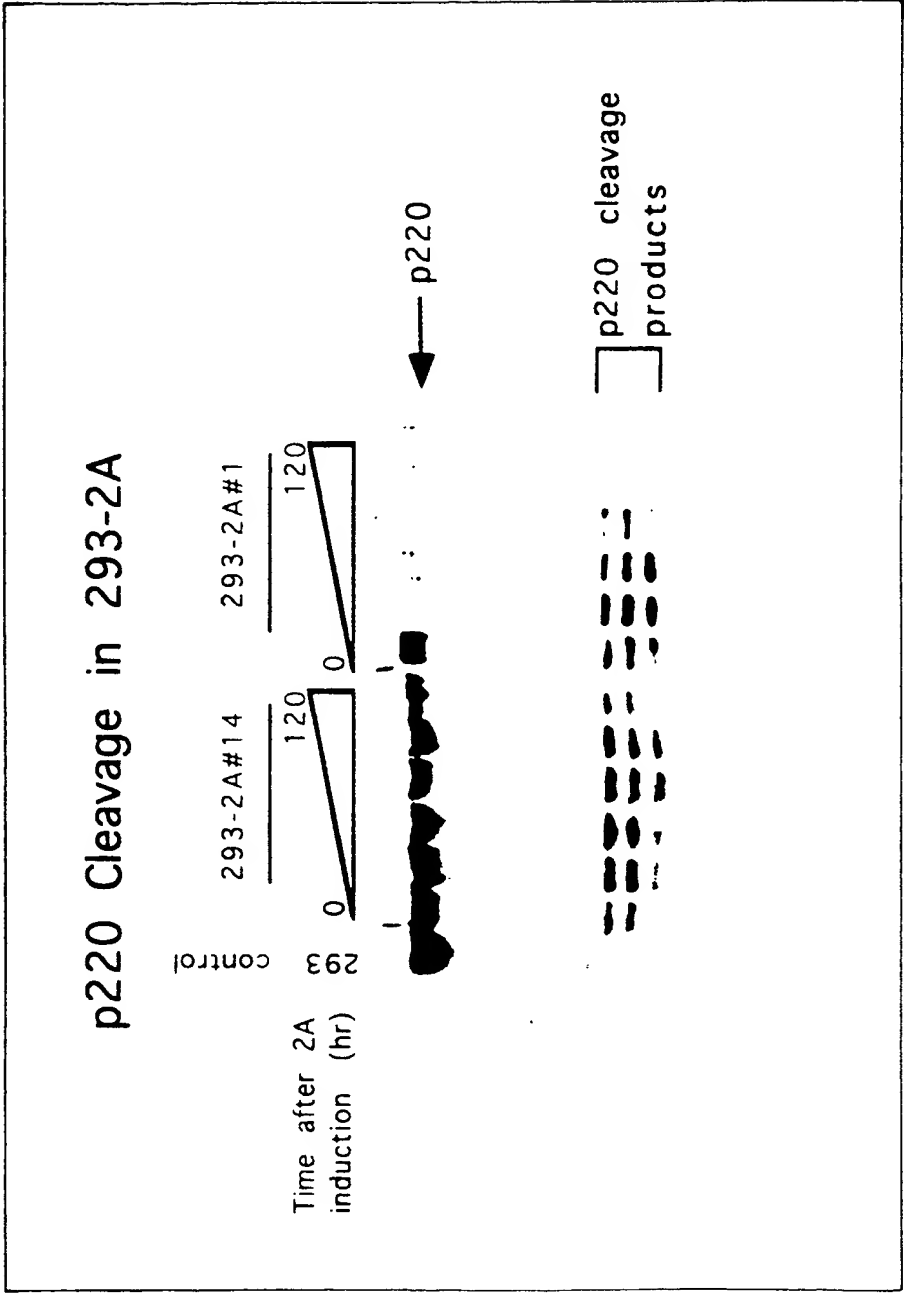 p220 Cleavage in 293-2A
293-2A#14
293-2A#1
293
control
Time after 2A
induction (hr)
0
120
0
120
p220
p220 cleavage
products